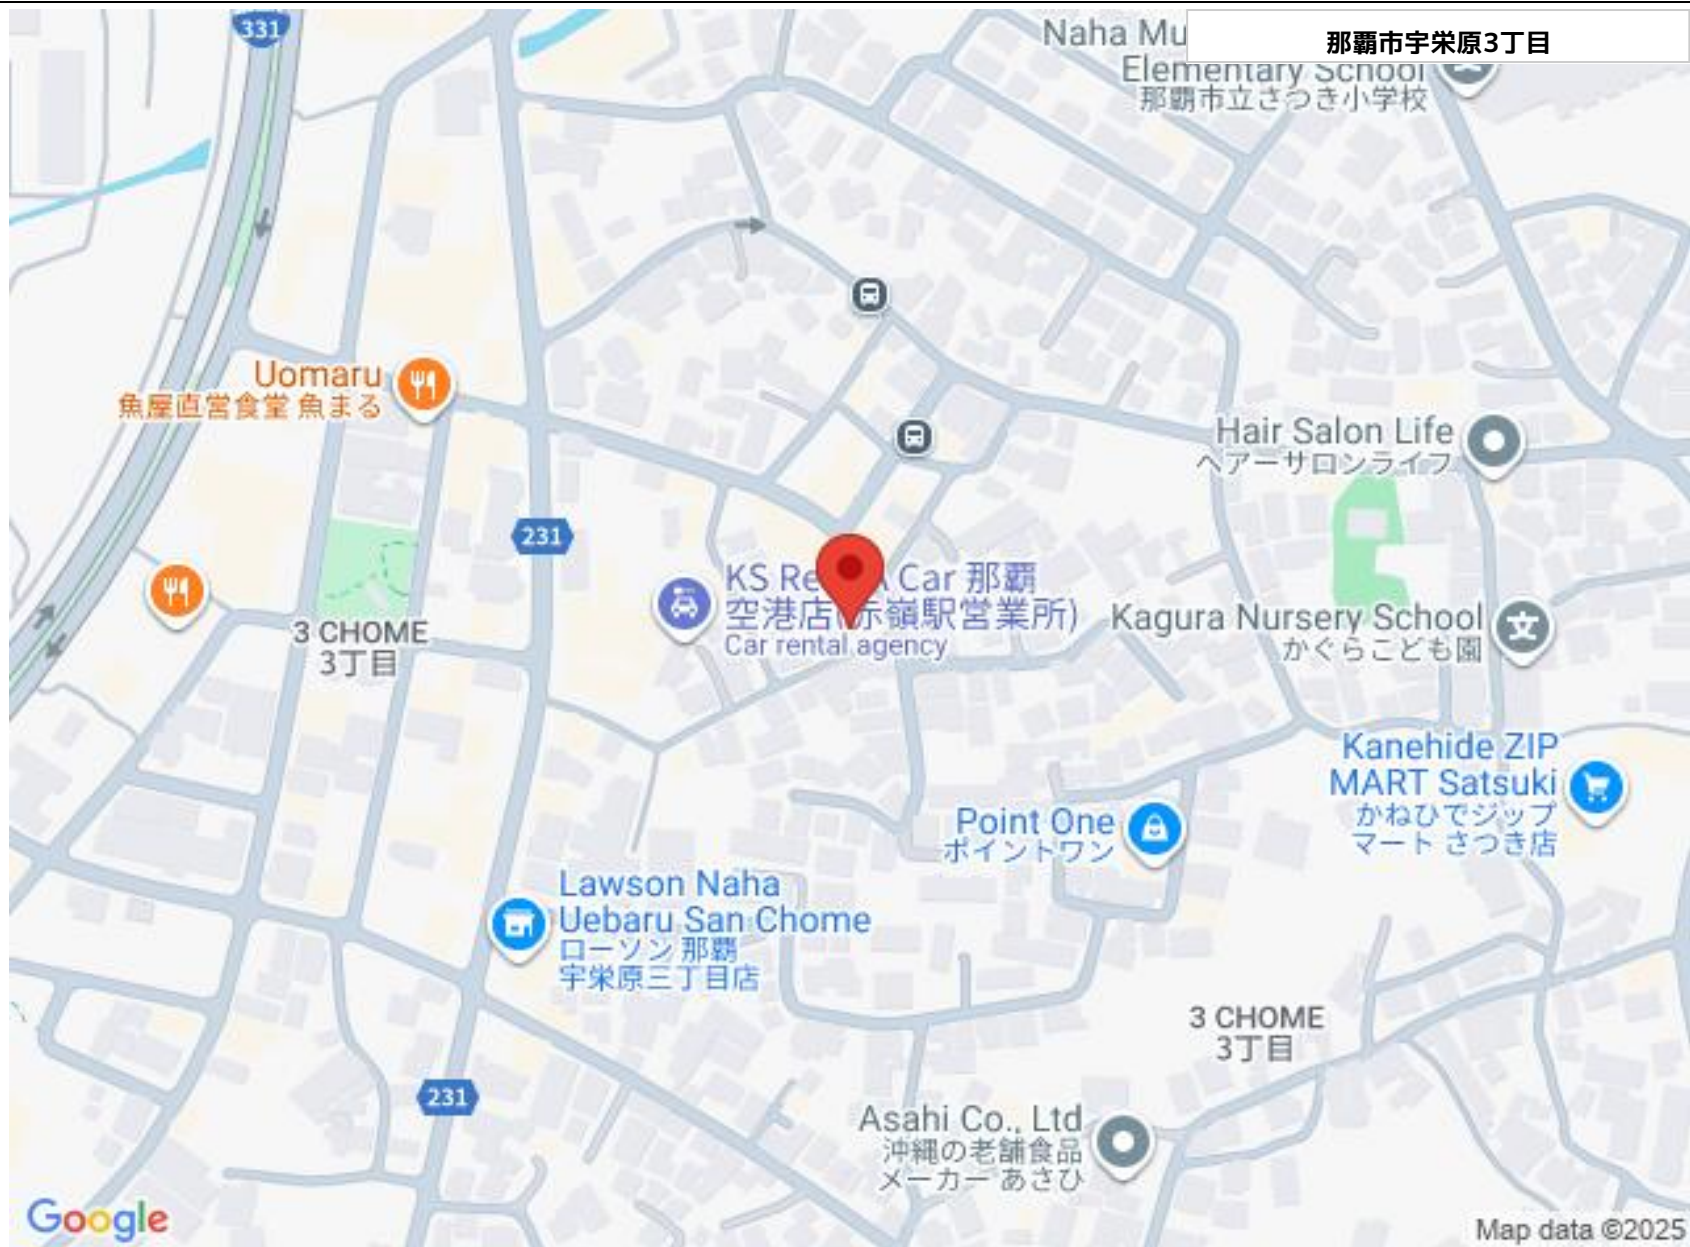 331
Naha Mu
那覇市宇栄原3丁目
Elementary School
那覇市立さつき小学校
Uomaru
魚屋直営食堂 魚まる
Hair Salon Life
ヘアーサロンライフ
231
KS Re A Car 那覇
空港店(赤嶺駅営業所)
Car rental agency
Kagura Nursery School
かぐらこども園
3 CHOME
3丁目
Kanehide ZIP
MART Satsuki
かねひでジップ
マート さつき店
Point One
ポイントワン
Lawson Naha
Uebaru San Chome
ローソン 那覇
宇栄原三丁目店
3 CHOME
3丁目
231
Asahi Co., Ltd
沖縄の老舗食品
メーカー あさひ
Google
Map data ©2025